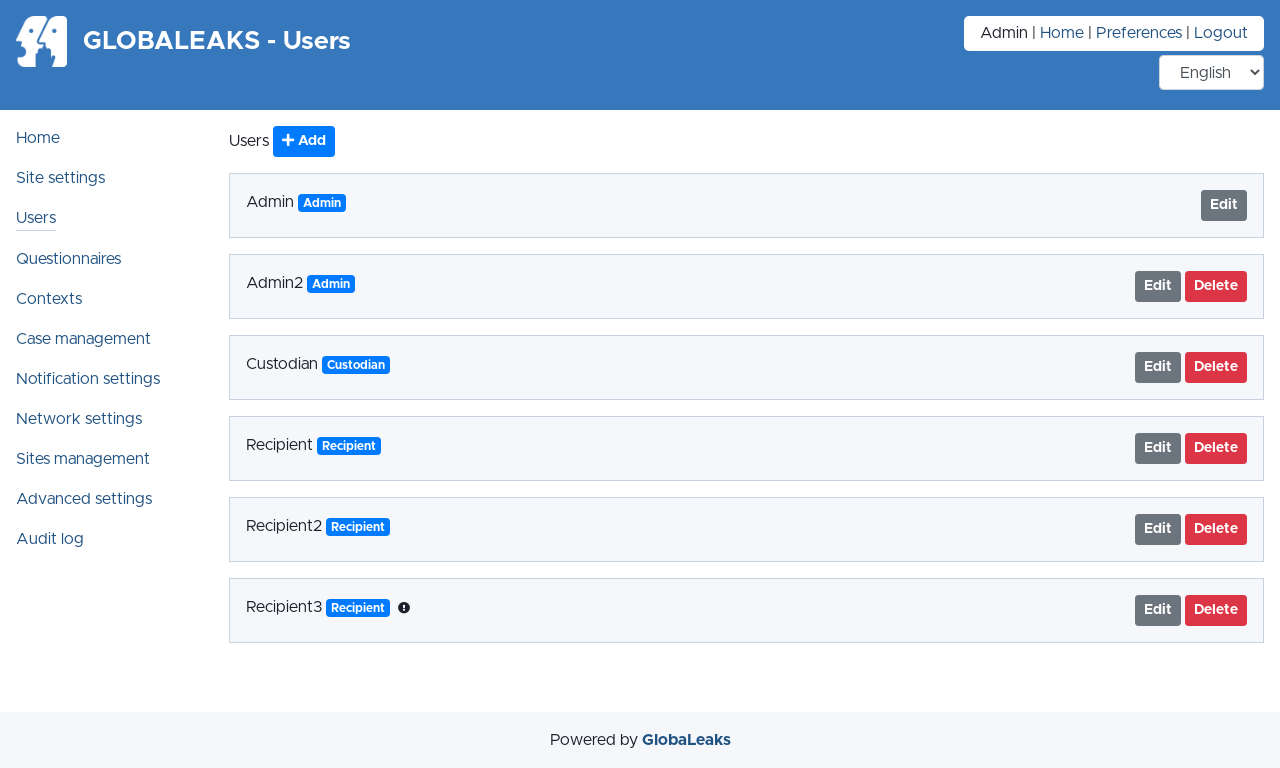 GLOBALEAKS - Users
Admin | Home | Preferences | Logout
English
Home
Site settings
Users
Questionnaires
Contexts
Case management
Notification settings
Network settings
Sites management
Advanced settings
Audit log
Users Add
Admin Admin Edit
Admin2 Admin Edit Delete
Custodian Custodian Edit Delete
Recipient Recipient Edit Delete
Recipient2 Recipient Edit Delete
Recipient3 Recipient Edit Delete
Powered by GlobaLeaks